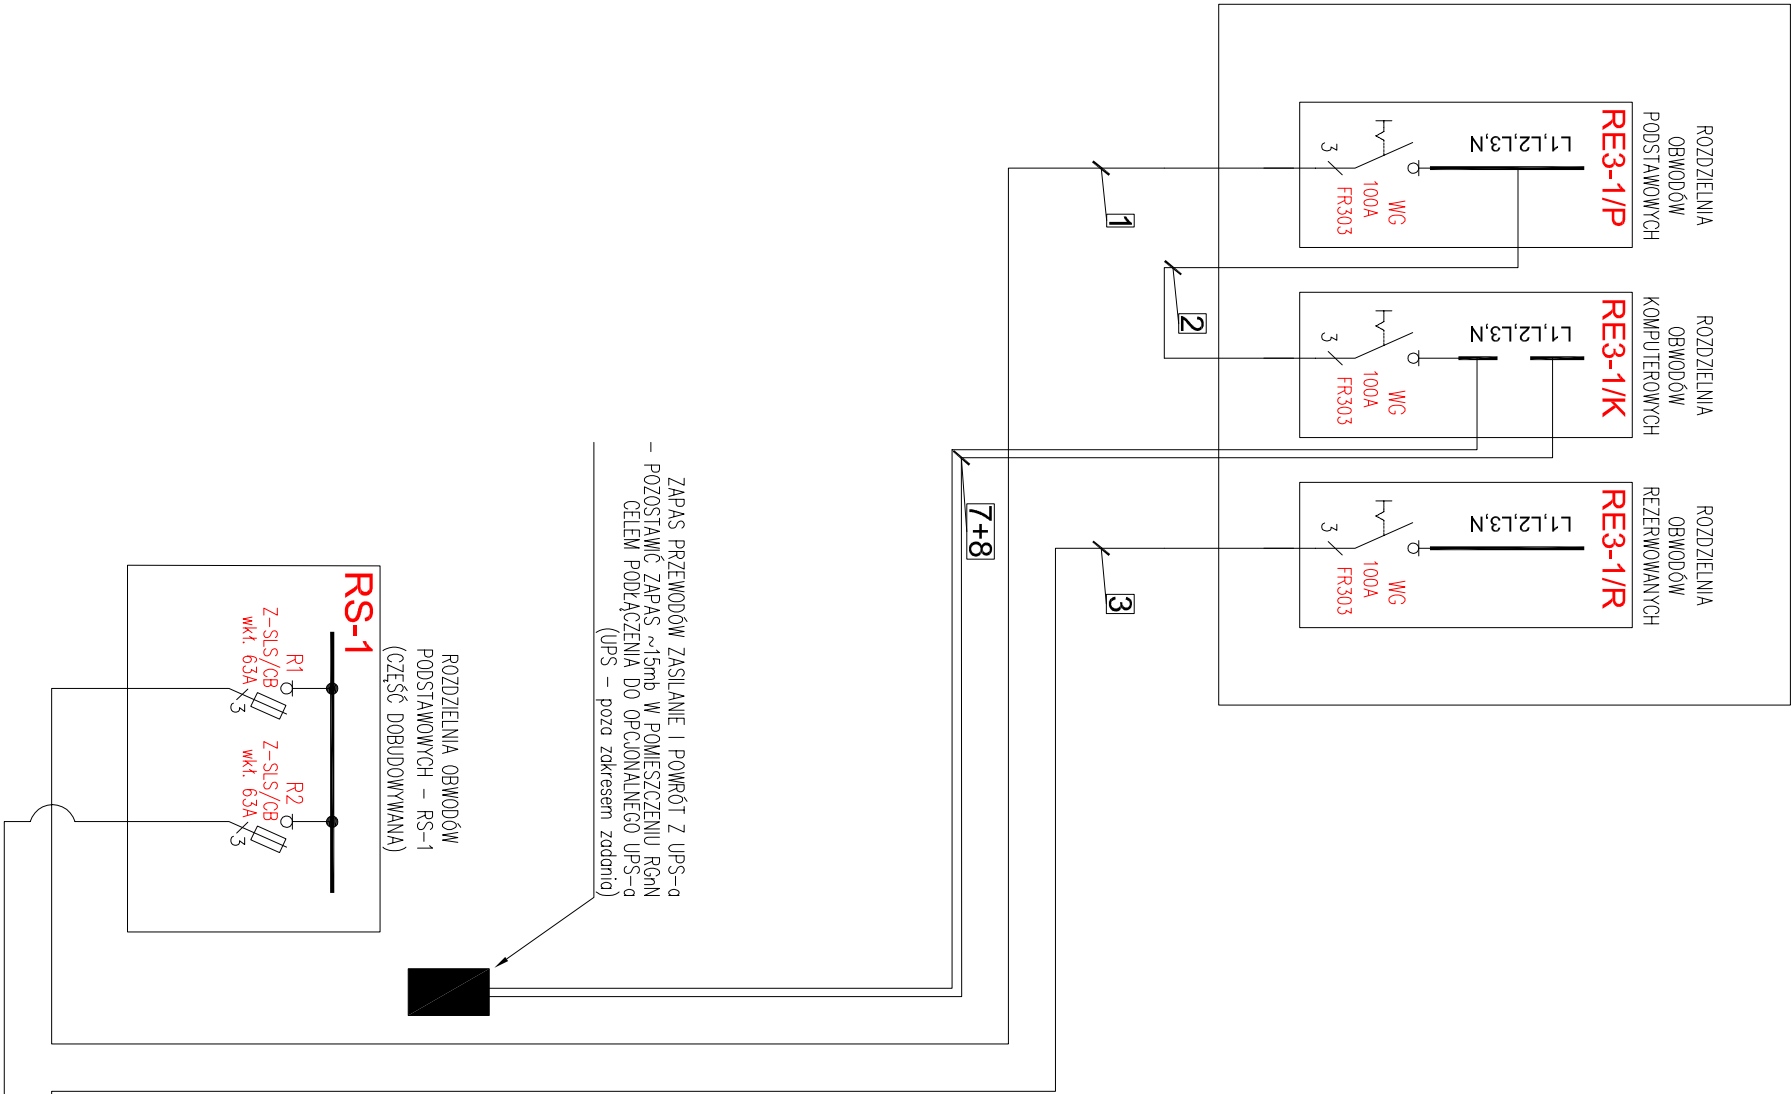 ROZDZIELNIA
OBWODÓW
PODSTAWOWYCH
RE3-1/P
L1,L2,L3,N
3
WG
100A
FR303
1
ROZDZIELNIA
OBWODÓW
KOMPUTEROWYCH
RE3-1/K
L1,L2,L3,N
3
WG
100A
FR303
2
ROZDZIELNIA
OBWODÓW
REZERWOWANYCH
RE3-1/R
L1,L2,L3,N
3
WG
100A
FR303
7+8
3
ZAPAS PRZEWODÓW ZASILANIE I POWRÓT Z UPS-a
- POZOSTAWIĆ ZAPAS ~15mb W POMIESZCZENIU RGnN
CELEM PODŁĄCZENIA DO OPCJONALNEGO UPS-a
(UPS - poza zakresem zadania)
ROZDZIELNIA OBWODÓW
PODSTAWOWYCH - RS-1
(CZĘŚĆ DOBUDOWYWANA)
RS-1
R1
Z-SLS/CB
wkł. 63A
3
R2
Z-SLS/CB
wkł. 63A
3